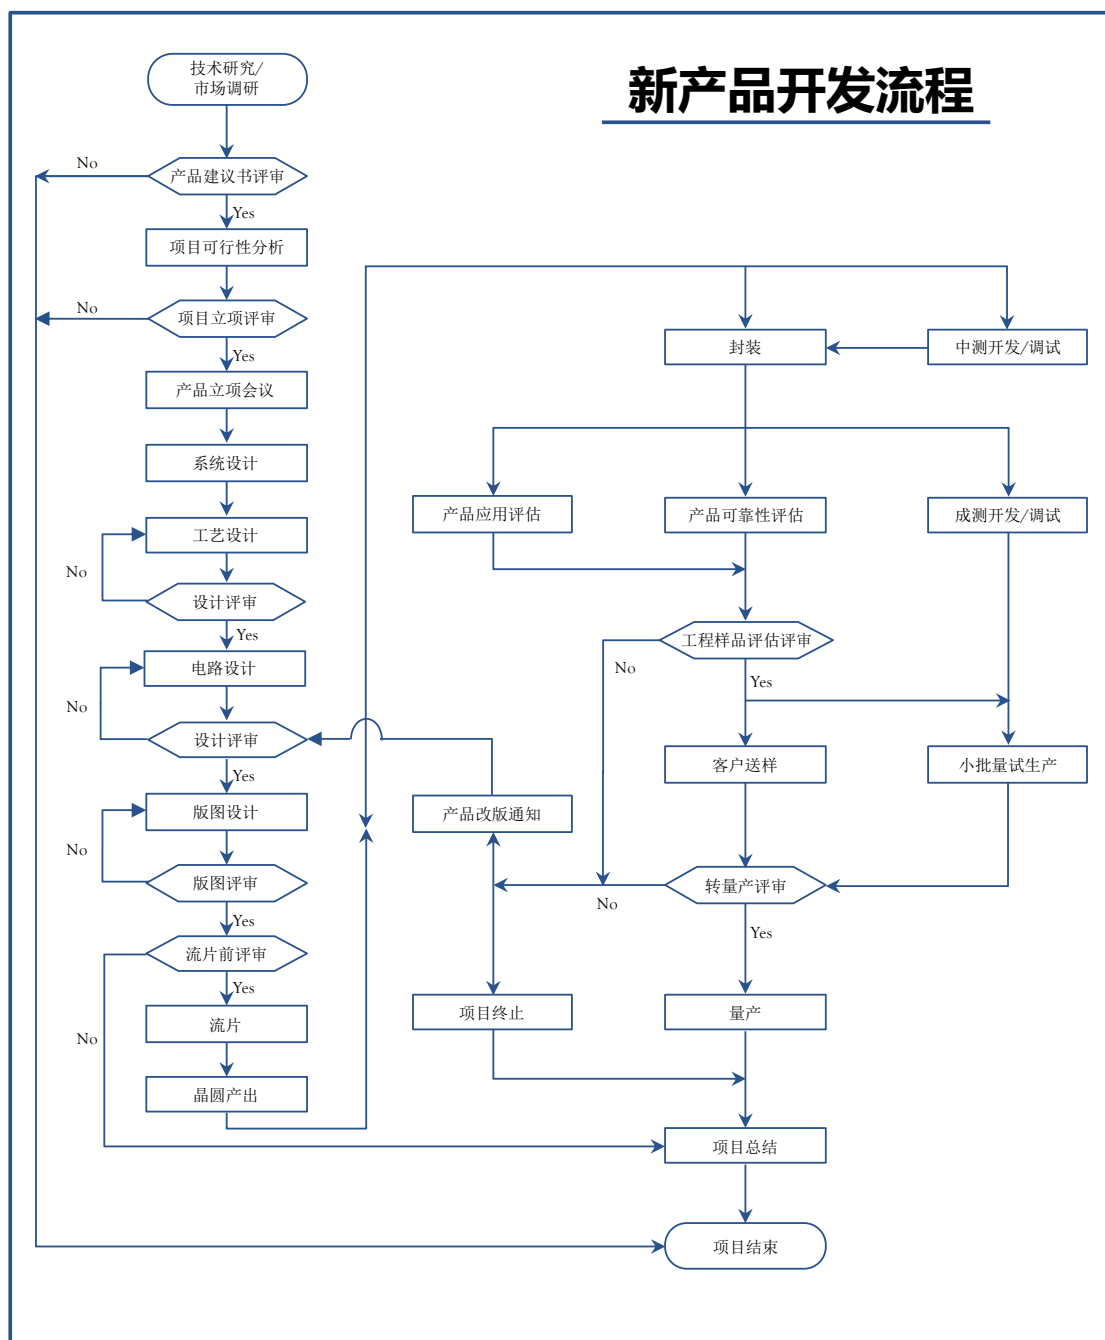 新产品开发流程
技术研究/
市场调研
No
产品建议书评审
Yes
项目可行性分析
No
项目立项评审
Yes
产品立项会议
系统设计
工艺设计
No
设计评审
Yes
电路设计
No
设计评审
Yes
版图设计
No
版图评审
Yes
流片前评审
Yes
No
流片
晶圆产出
封装
中测开发/调试
产品应用评估
产品可靠性评估
成测开发/调试
工程样品评估评审
No
Yes
客户送样
小批量试生产
产品改版通知
转量产评审
No
Yes
项目终止
量产
项目总结
项目结束